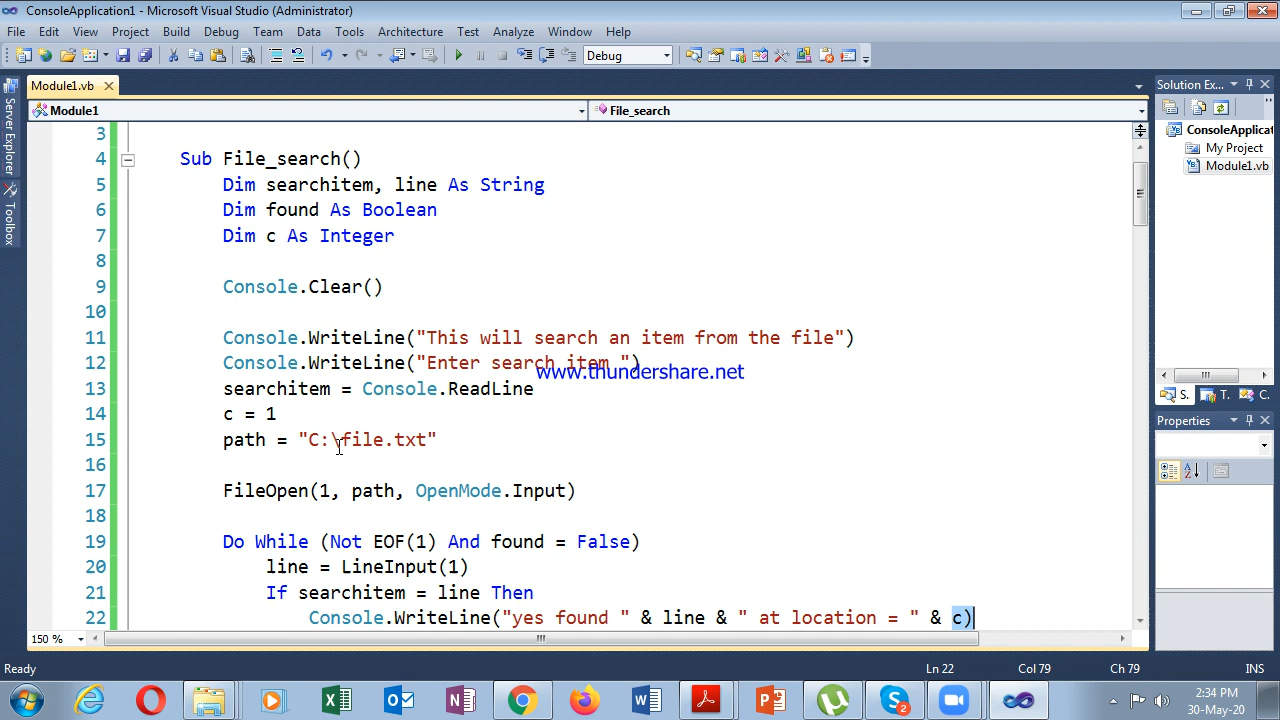 ConsoleApplication1 - Microsoft Visual Studio (Administrator)
File Edit View Project Build Debug Team Data Tools Architecture Test Analyze Window Help
Debug
Module1.vb
Module1 File_search
Server Explorer
Toolbox
3
4 Sub File_search()
5 Dim searchitem, line As String
6 Dim found As Boolean
7 Dim c As Integer
8
9 Console.Clear()
10
11 Console.WriteLine("This will search an item from the file")
12 Console.WriteLine("Enter search item ")
www.thundershare.net
13 searchitem = Console.ReadLine
14 c = 1
15 path = "C:\file.txt"
16
17 FileOpen(1, path, OpenMode.Input)
18
19 Do While (Not EOF(1) And found = False)
20 line = LineInput(1)
21 If searchitem = line Then
22 Console.WriteLine("yes found " & line & " at location = " & c)
150 %
Solution Ex...
ConsoleApplicat
My Project
Module1.vb
S. T. C.
Properties
Ready Ln 22 Col 79 Ch 79 INS
2
2:34 PM
30-May-20